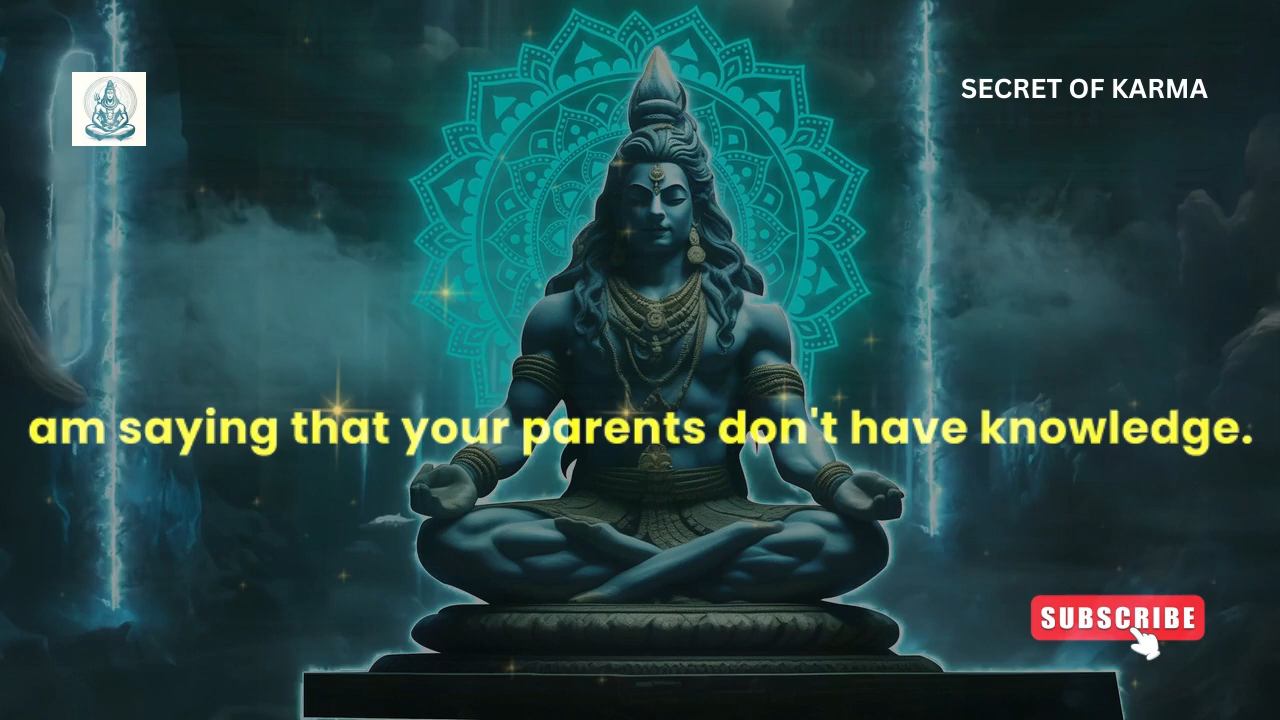 SECRET OF KARMA
am saying that your parents don't have knowledge.
SUBSCRIBE